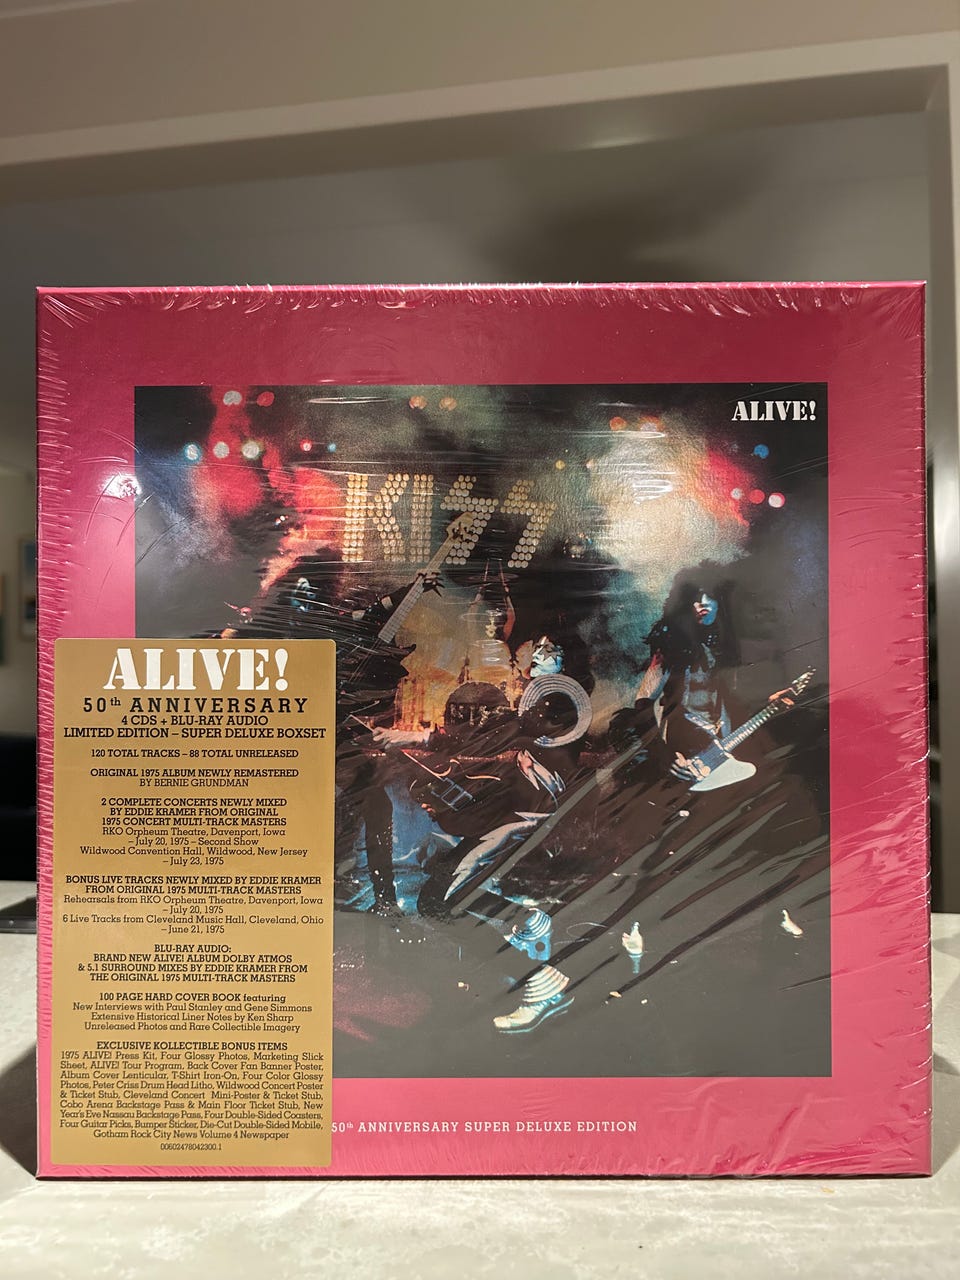 ALIVE!
KISS
ALIVE!
50th ANNIVERSARY
4 CDS + BLU-RAY AUDIO
LIMITED EDITION – SUPER DELUXE BOXSET
120 TOTAL TRACKS – 88 TOTAL UNRELEASED
ORIGINAL 1975 ALBUM NEWLY REMASTERED
BY BERNIE GRUNDMAN
2 COMPLETE CONCERTS NEWLY MIXED
BY EDDIE KRAMER FROM ORIGINAL
1975 CONCERT MULTI-TRACK MASTERS
RKO Orpheum Theatre, Davenport, Iowa
– July 20, 1975 – Second Show
Wildwood Convention Hall, Wildwood, New Jersey
– July 23, 1975
BONUS LIVE TRACKS NEWLY MIXED BY EDDIE KRAMER
FROM ORIGINAL 1975 MULTI-TRACK MASTERS
Rehearsals from RKO Orpheum Theatre, Davenport, Iowa
– July 20, 1975
6 Live Tracks from Cleveland Music Hall, Cleveland, Ohio
– June 21, 1975
BLU-RAY AUDIO:
BRAND NEW ALIVE! ALBUM DOLBY ATMOS
& 5.1 SURROUND MIXES BY EDDIE KRAMER FROM
THE ORIGINAL 1975 MULTI-TRACK MASTERS
100 PAGE HARD COVER BOOK featuring
New Interviews with Paul Stanley and Gene Simmons
Extensive Historical Liner Notes by Ken Sharp
Unreleased Photos and Rare Collectible Imagery
EXCLUSIVE KOLLECTIBLE BONUS ITEMS
1975 ALIVE! Press Kit, Four Glossy Photos, Marketing Slick
Sheet, ALIVE! Tour Program, Back Cover Fan Banner Poster,
Album Cover Lenticular, T-Shirt Iron-On, Four Color Glossy
Photos, Peter Criss Drum Head Litho, Wildwood Concert Poster
& Ticket Stub, Cleveland Concert Mini-Poster & Ticket Stub,
Cobo Arena Backstage Pass & Main Floor Ticket Stub, New
Year's Eve Nassau Backstage Pass, Four Double-Sided Coasters,
Four Guitar Picks, Bumper Sticker, Die-Cut Double-Sided Mobile,
Gotham Rock City News Volume 4 Newspaper
00602478042300.1
50th ANNIVERSARY SUPER DELUXE EDITION